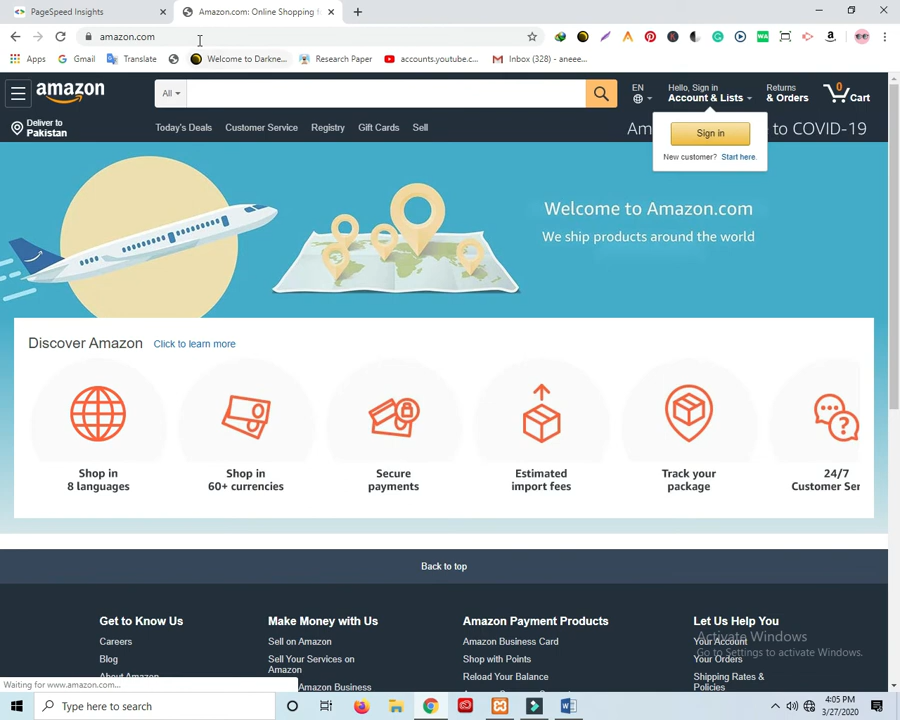 PageSpeed Insights
Amazon.com: Online Shopping f
amazon.com
Apps
Gmail
Translate
Welcome to Darkne...
Research Paper
accounts.youtube.c...
Inbox (328) - aneee...
amazon
All
EN
Hello, Sign in
Account & Lists
Returns
& Orders
0
Cart
Deliver to
Pakistan
Today's Deals
Customer Service
Registry
Gift Cards
Sell
Am
to COVID-19
Sign in
New customer? Start here.
Welcome to Amazon.com
We ship products around the world
Discover Amazon
Click to learn more
Shop in
8 languages
Shop in
60+ currencies
Secure
payments
Estimated
import fees
Track your
package
24/7
Customer Ser
Back to top
Get to Know Us
Careers
Blog
About Amazon
Make Money with Us
Sell on Amazon
Sell Your Services on
Amazon
Amazon Business
Amazon Payment Products
Amazon Business Card
Shop with Points
Reload Your Balance
Let Us Help You
Your Account
Your Orders
Shipping Rates &
Policies
Activate Windows
Go to Settings to activate Windows.
Waiting for www.amazon.com...
Type here to search
4:05 PM
3/27/2020